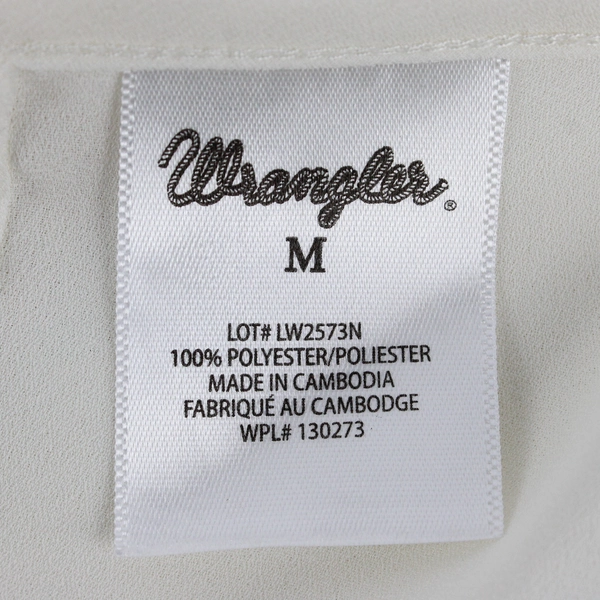 Wrangler®
M
LOT# LW2573N
100% POLYESTER/POLIESTER
MADE IN CAMBODIA
FABRIQUÉ AU CAMBODGE
WPL# 130273